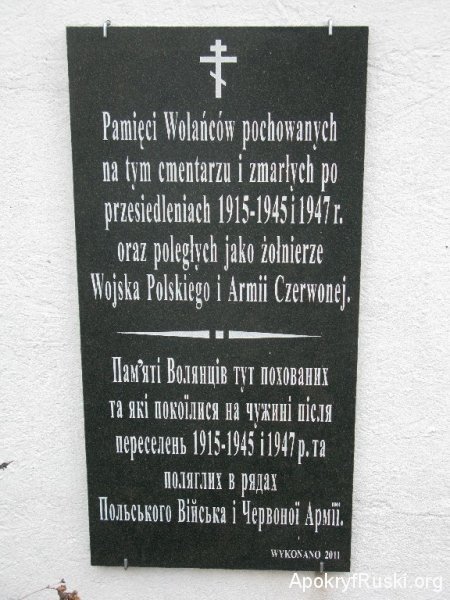 Pamięci Wolańców pochowanych
na tym cmentarzu i zmarłych po
przesiedleniach 1915-1945 i 1947 r.
oraz poległych jako żołnierze
Wojska Polskiego i Armii Czerwonej.
Пам'яті Волянців тут похованих
та які покоїлися на чужині після
переселень 1915-1945 і 1947 р. та
поляглих в рядах
Польського Війська і Червоної Армії.
WYKONANO 2011
ApokryfRuski.org